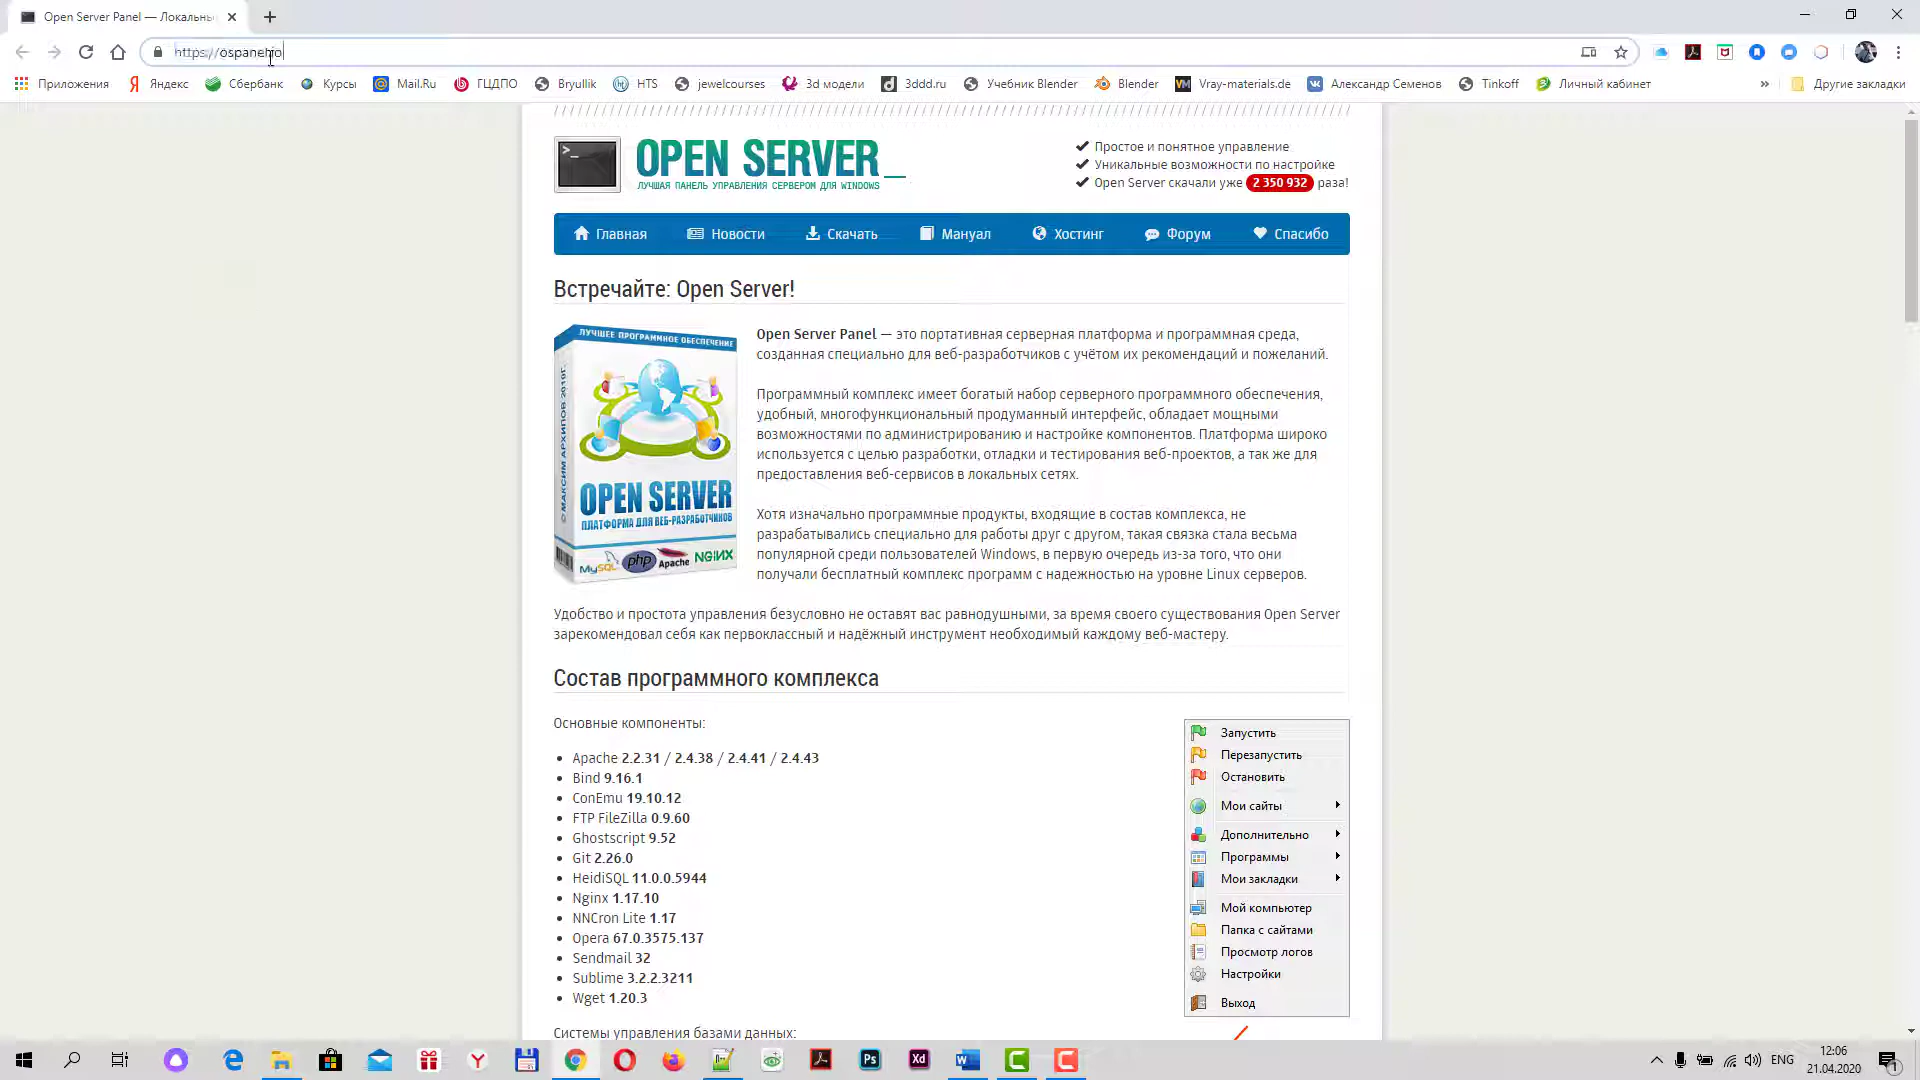 Open Server Panel — Локальны
https://ospanel.io
Приложения
Яндекс
Сбербанк
Курсы
Mail.Ru
ГЦДПО
Bryullik
HTS
jewelcourses
3d модели
3ddd.ru
Учебник Blender
Blender
Vray-materials.de
Александр Семенов
Tinkoff
Личный кабинет
»
Другие закладки
OPEN SERVER_
ЛУЧШАЯ ПАНЕЛЬ УПРАВЛЕНИЯ СЕРВЕРОМ ДЛЯ WINDOWS
Простое и понятное управление
Уникальные возможности по настройке
Open Server скачали уже 2 350 932 раза!
Главная
Новости
Скачать
Мануал
Хостинг
Форум
Спасибо
Встречайте: Open Server!
ЛУЧШЕЕ ПРОГРАММНОЕ ОБЕСПЕЧЕНИЕ
© МАКСИМ АРХИПОВ 2010Г.
OPEN SERVER
ПЛАТФОРМА ДЛЯ ВЕБ-РАЗРАБОТЧИКОВ
MySQL php Apache NGINX
Open Server Panel — это портативная серверная платформа и программная среда,
созданная специально для веб-разработчиков с учётом их рекомендаций и пожеланий.
Программный комплекс имеет богатый набор серверного программного обеспечения,
удобный, многофункциональный продуманный интерфейс, обладает мощными
возможностями по администрированию и настройке компонентов. Платформа широко
используется с целью разработки, отладки и тестирования веб-проектов, а так же для
предоставления веб-сервисов в локальных сетях.
Хотя изначально программные продукты, входящие в состав комплекса, не
разрабатывались специально для работы друг с другом, такая связка стала весьма
популярной среди пользователей Windows, в первую очередь из-за того, что они
получали бесплатный комплекс программ с надежностью на уровне Linux серверов.
Удобство и простота управления безусловно не оставят вас равнодушными, за время своего существования Open Server
зарекомендовал себя как первоклассный и надёжный инструмент необходимый каждому веб-мастеру.
Состав программного комплекса
Основные компоненты:
Apache 2.2.31 / 2.4.38 / 2.4.41 / 2.4.43
Bind 9.16.1
ConEmu 19.10.12
FTP FileZilla 0.9.60
Ghostscript 9.52
Git 2.26.0
HeidiSQL 11.0.0.5944
Nginx 1.17.10
NNCron Lite 1.17
Opera 67.0.3575.137
Sendmail 32
Sublime 3.2.2.3211
Wget 1.20.3
Системы управления базами данных:
Запустить
Перезапустить
Остановить
Мои сайты
Дополнительно
Программы
Мои закладки
Мой компьютер
Папка с сайтами
Просмотр логов
Настройки
Выход
ENG
12:06
21.04.2020